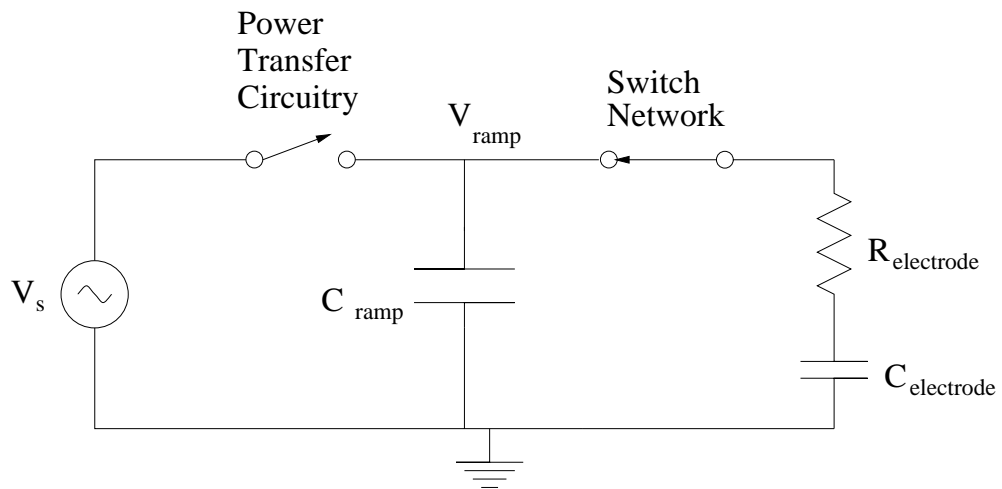 Power
Transfer
Circuitry
Switch
Network
V ramp
V s
C ramp
R electrode
C electrode